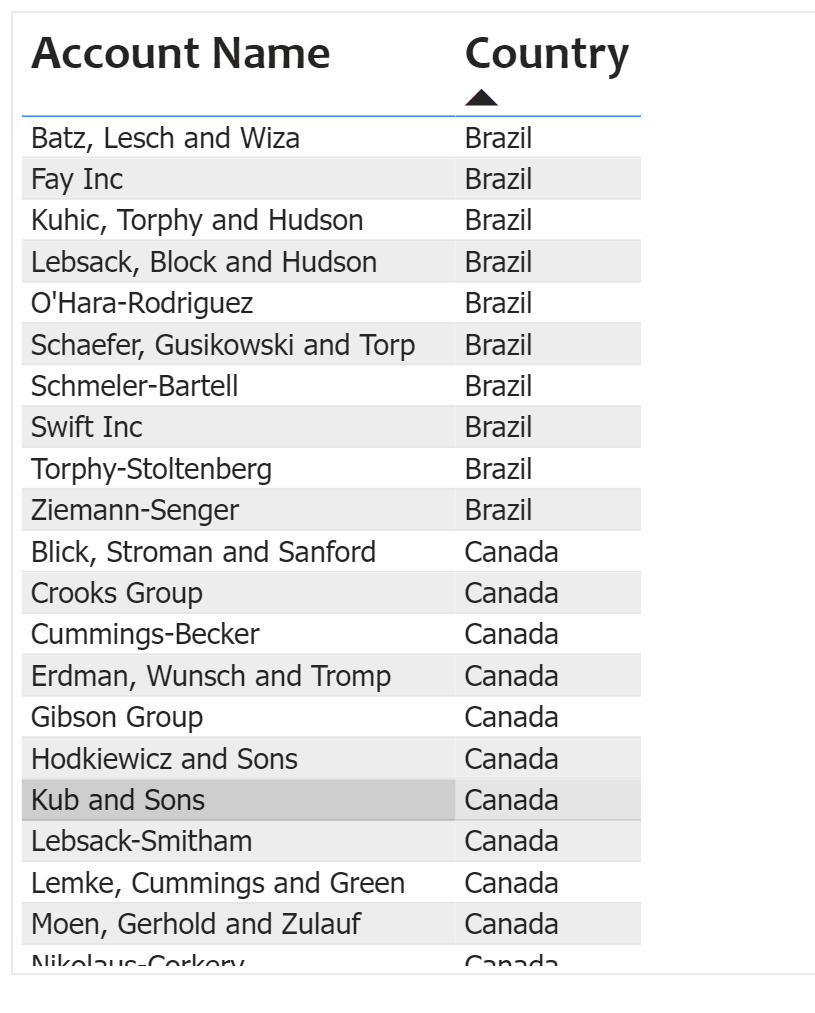 Account Name Country
Batz, Lesch and Wiza Brazil
Fay Inc Brazil
Kuhic, Torphy and Hudson Brazil
Lebsack, Block and Hudson Brazil
O'Hara-Rodriguez Brazil
Schaefer, Gusikowski and Torp Brazil
Schmeler-Bartell Brazil
Swift Inc Brazil
Torphy-Stoltenberg Brazil
Ziemann-Senger Brazil
Blick, Stroman and Sanford Canada
Crooks Group Canada
Cummings-Becker Canada
Erdman, Wunsch and Tromp Canada
Gibson Group Canada
Hodkiewicz and Sons Canada
Kub and Sons Canada
Lebsack-Smitham Canada
Lemke, Cummings and Green Canada
Moen, Gerhold and Zulauf Canada
Nikolaus-Corkery Canada